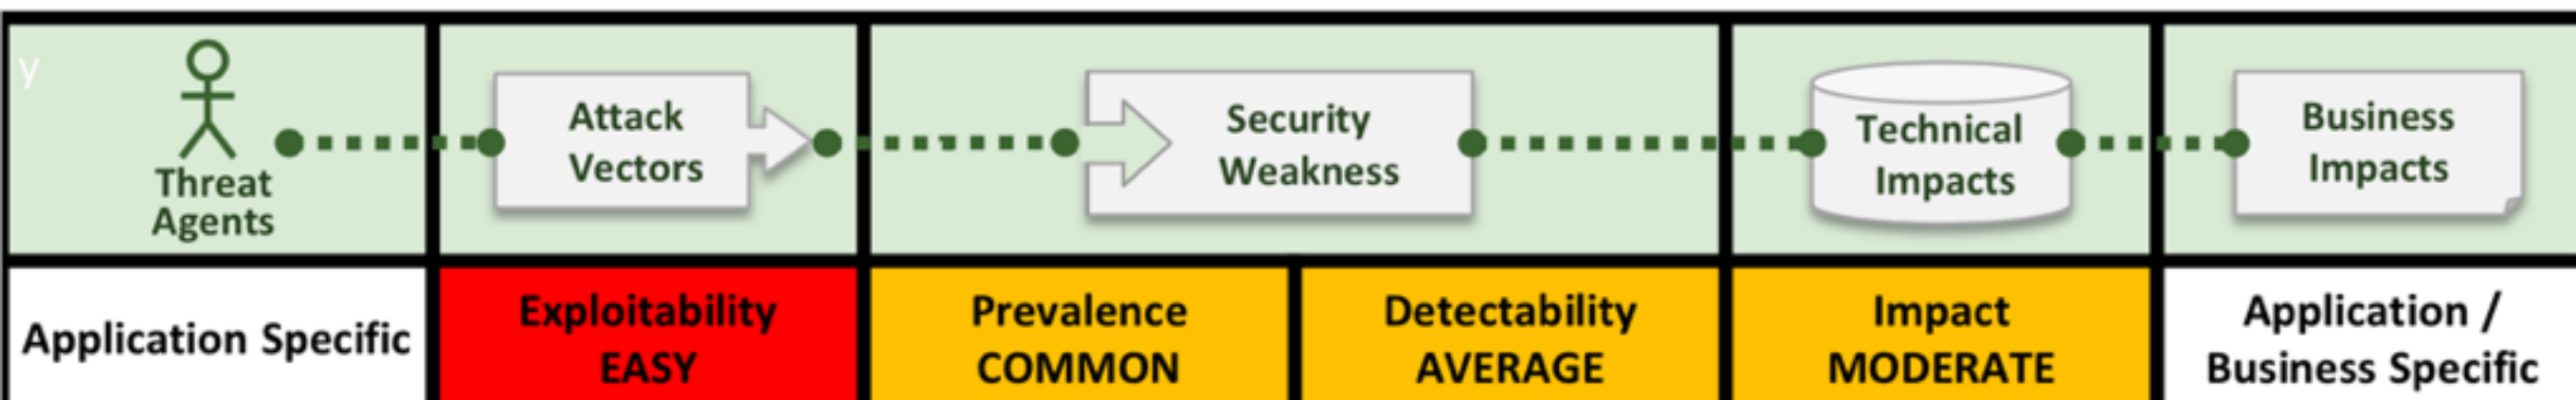 y
Threat
Agents
Attack
Vectors
Security
Weakness
Technical
Impacts
Business
Impacts
Application Specific
Exploitability
EASY
Prevalence
COMMON
Detectability
AVERAGE
Impact
MODERATE
Application /
Business Specific